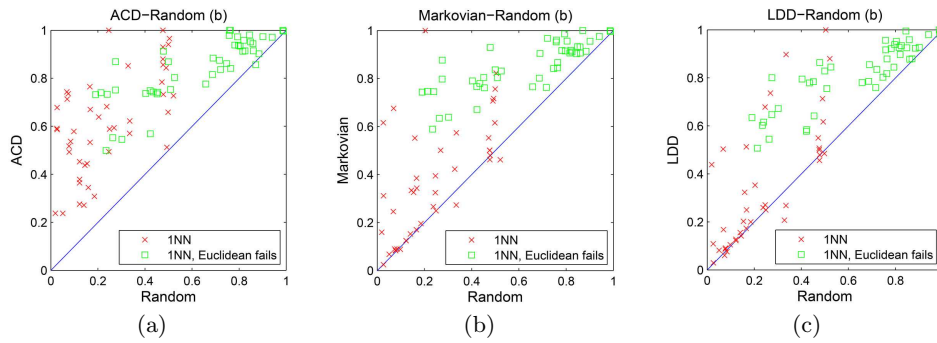 ACD−Random (b)
1
0.8
0.6
0.4
0.2
0
ACD
0.2
0.4
0.6
0.8
1
Random
1NN
1NN, Euclidean fails
(a)
Markovian−Random (b)
1
0.8
0.6
0.4
0.2
0
Markovian
0
0.2
0.4
0.6
0.8
1
Random
1NN
1NN, Euclidean fails
(b)
LDD−Random (b)
1
0.8
0.6
0.4
0.2
0
LDD
0
0.2
0.4
0.6
0.8
Random
1NN
1NN, Euclidean fails
(c)